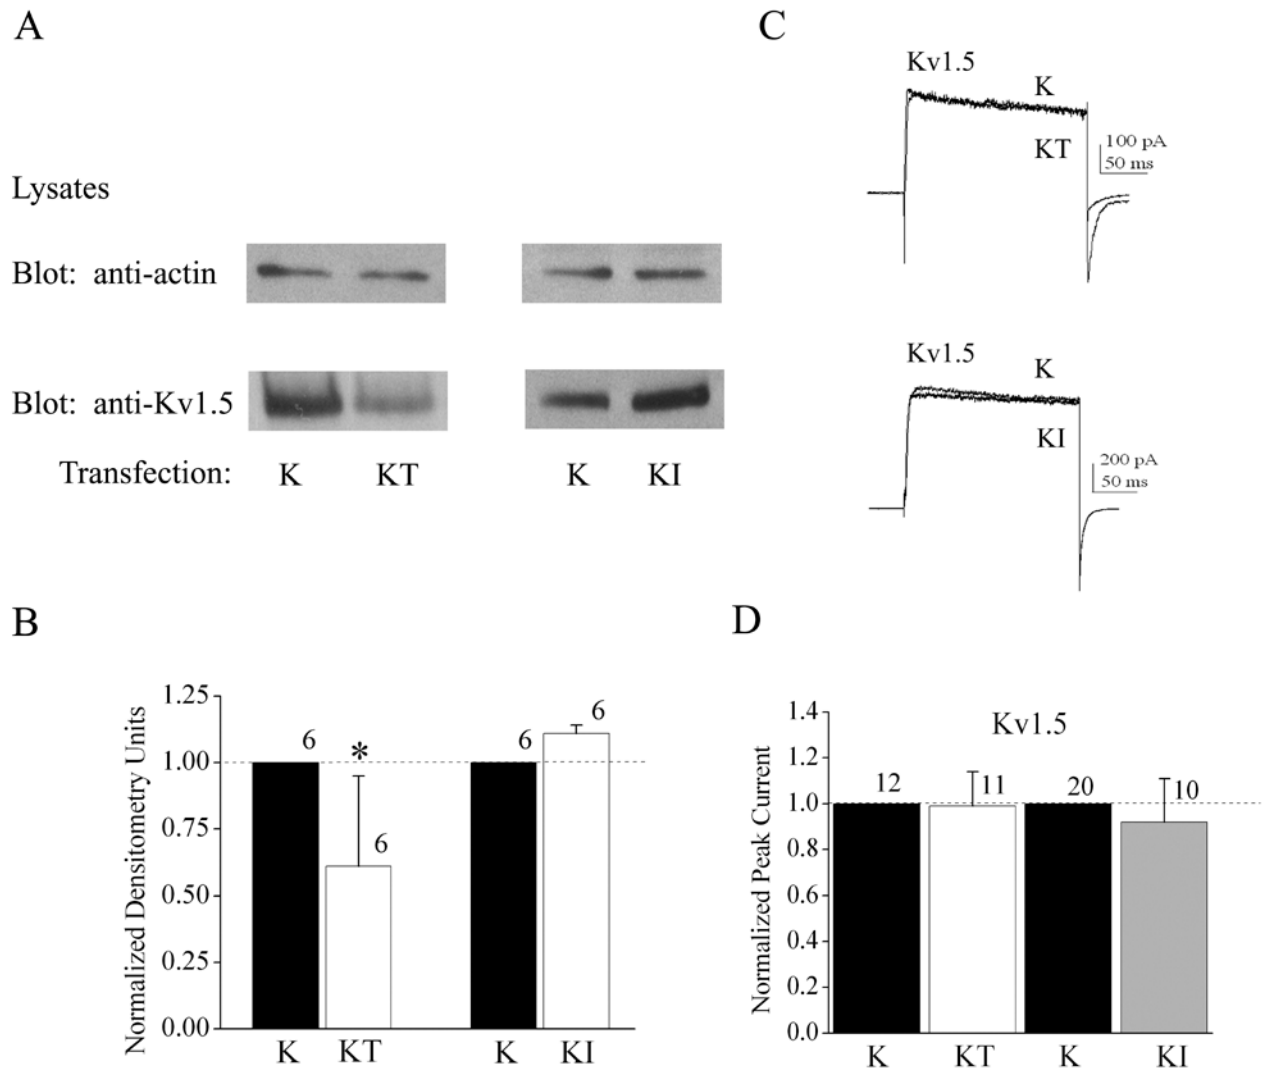 A
Lysates
Blot: anti-actin
Blot: anti-Kv1.5
Transfection: K KT K KI
B
Normalized Densitometry Units
1.25
1.00
0.75
0.50
0.25
0.00
6
*
6
6
6
K KT K KI
C
Kv1.5
K
KT
100 pA
50 ms
Kv1.5
K
KI
200 pA
50 ms
D
Kv1.5
Normalized Peak Current
1.4
1.2
1.0
0.8
0.6
0.4
0.2
0.0
12 11 20 10
K KT K KI